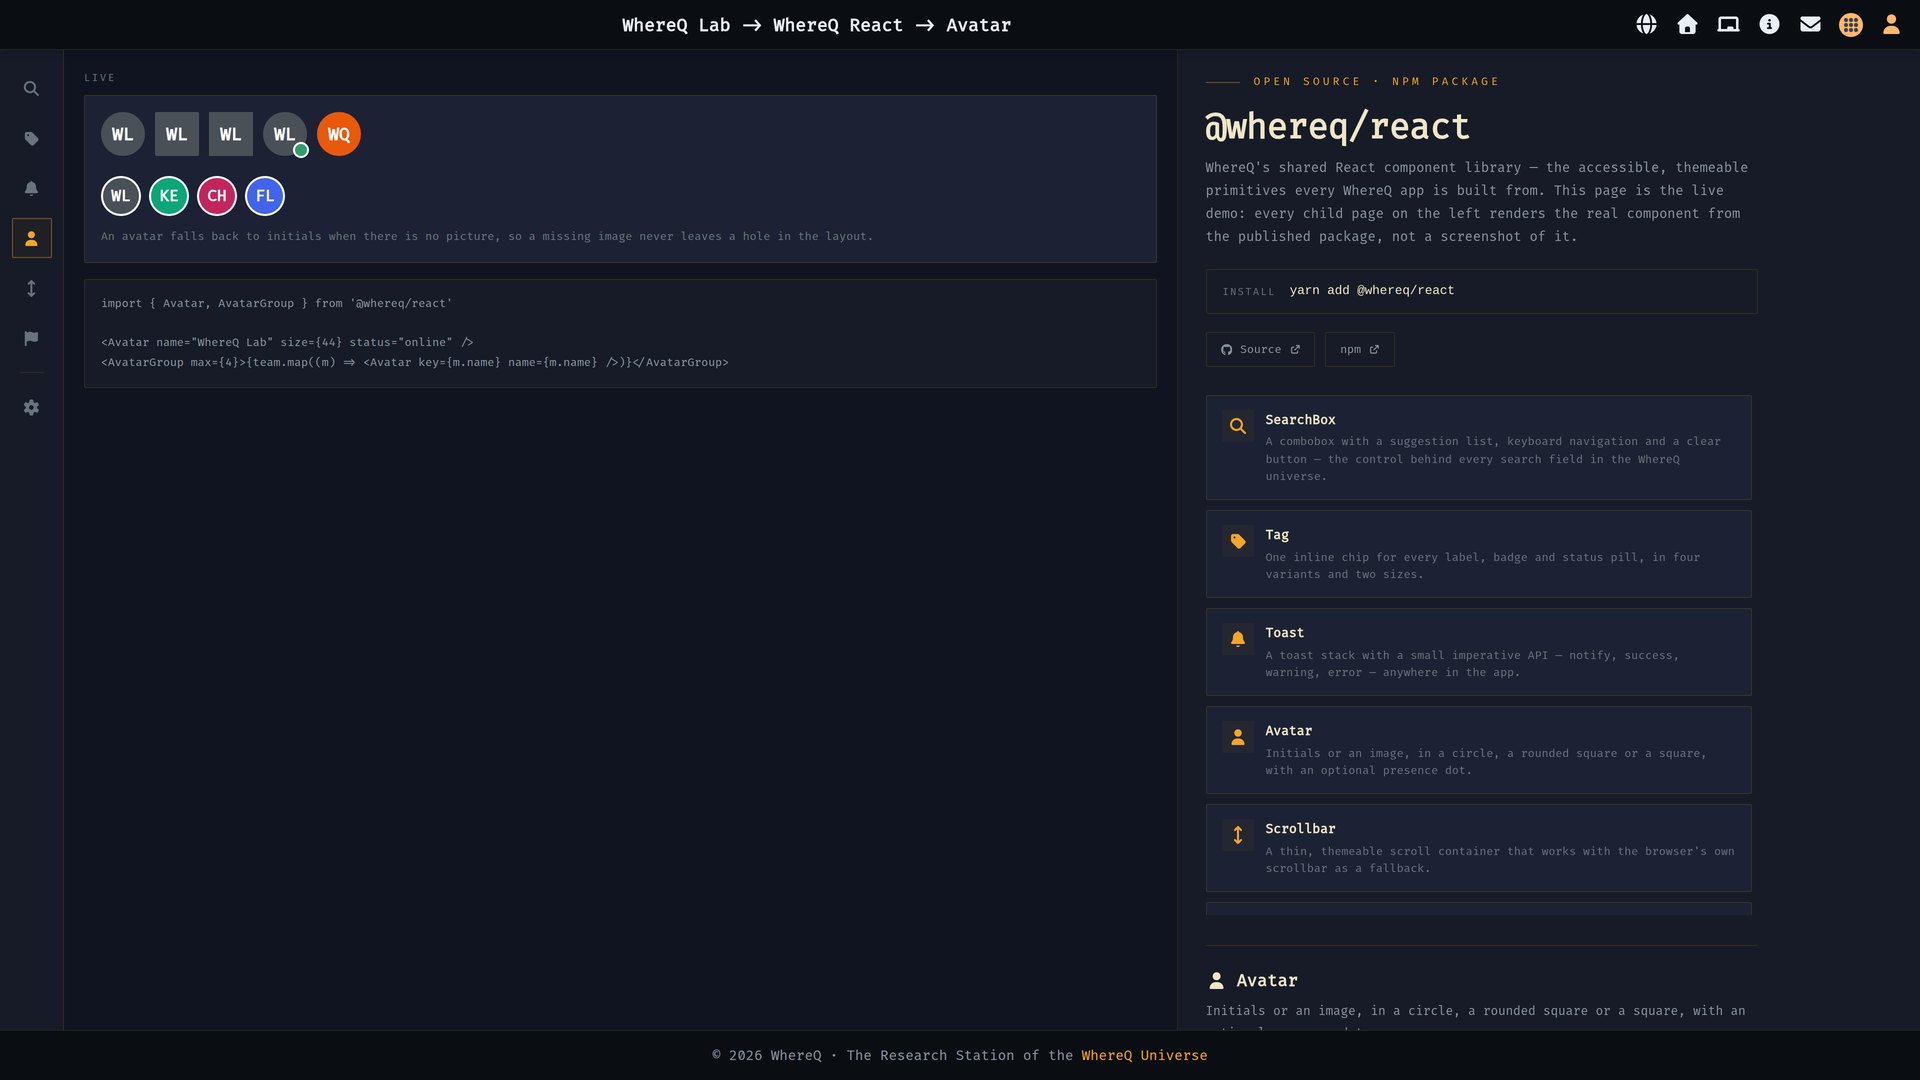 WhereQ Lab → WhereQ React → Avatar
LIVE
WL WL WL WL WQ
WL KE CH FL
An avatar falls back to initials when there is no picture, so a missing image never leaves a hole in the layout.
import { Avatar, AvatarGroup } from '@whereq/react'
<Avatar name="WhereQ Lab" size={44} status="online" />
<AvatarGroup max={4}>{team.map((m) => <Avatar key={m.name} name={m.name} />)}</AvatarGroup>
OPEN SOURCE · NPM PACKAGE
@whereq/react
WhereQ's shared React component library — the accessible, themeable
primitives every WhereQ app is built from. This page is the live
demo: every child page on the left renders the real component from
the published package, not a screenshot of it.
INSTALL yarn add @whereq/react
Source npm
SearchBox
A combobox with a suggestion list, keyboard navigation and a clear
button — the control behind every search field in the WhereQ
universe.
Tag
One inline chip for every label, badge and status pill, in four
variants and two sizes.
Toast
A toast stack with a small imperative API — notify, success,
warning, error — anywhere in the app.
Avatar
Initials or an image, in a circle, a rounded square or a square,
with an optional presence dot.
Scrollbar
A thin, themeable scroll container that works with the browser's own
scrollbar as a fallback.
Avatar
Initials or an image, in a circle, a rounded square or a square, with an
© 2026 WhereQ · The Research Station of the WhereQ Universe